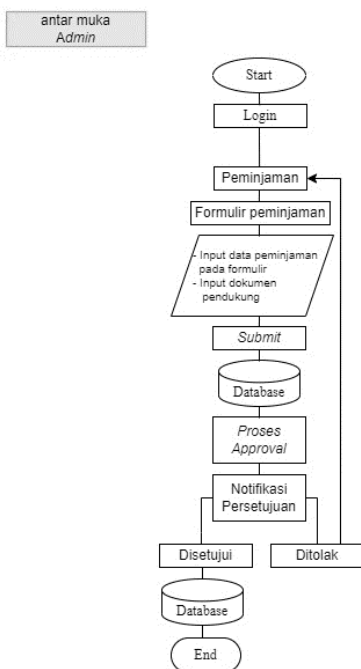 antar muka
Admin
Start
Login
Peminjaman
Formulir peminjaman
- Input data peminjaman
pada formulir
- Input dokumen
pendukung
Submit
Database
Proses
Approval
Notifikasi
Persetujuan
Disetujui
Ditolak
Database
End